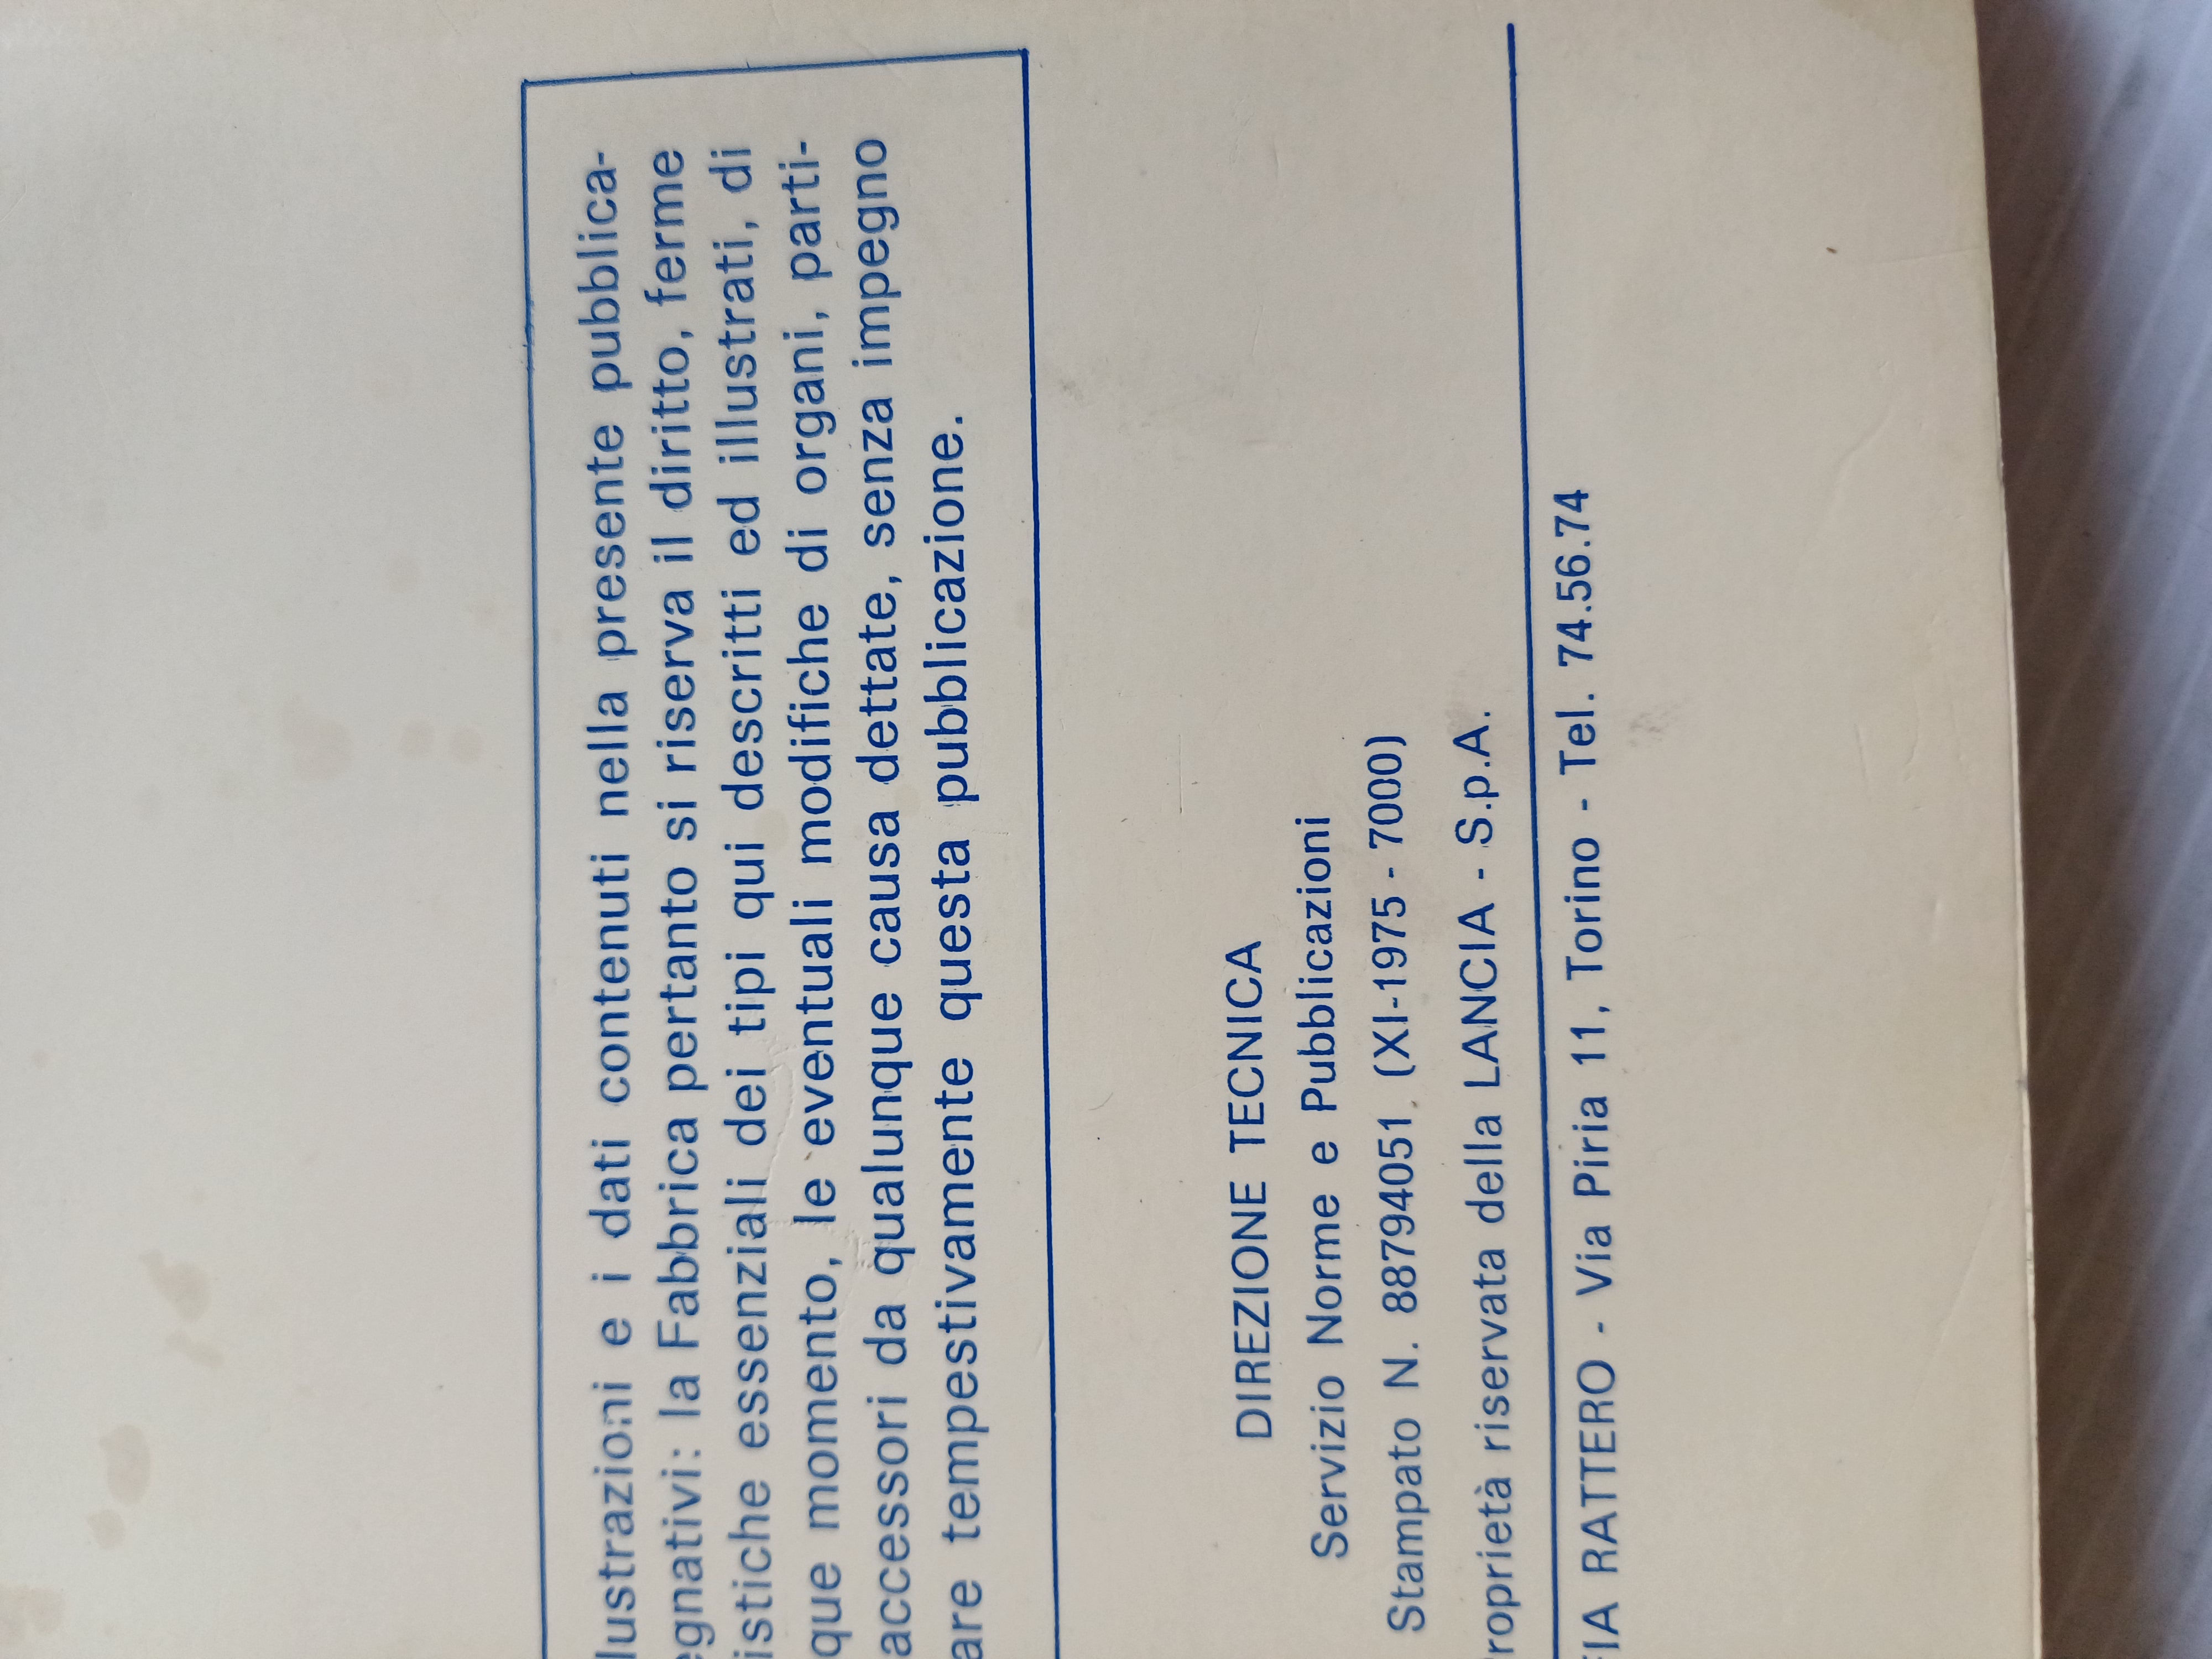 lustrazioni e i dati contenuti nella presente pubblica-
egnativi: la Fabbrica pertanto si riserva il diritto, ferme
istiche essenziali dei tipi qui descritti ed illustrati, di
que momento, le eventuali modifiche di organi, parti-
accessori da qualunque causa dettate, senza impegno
are tempestivamente questa pubblicazione.
DIREZIONE TECNICA
Servizio Norme e Pubblicazioni
Stampato N. 88794051. (XI-1975 - 7000)
roprietà riservata della LANCIA - S.p.A.
FIA RATTERO - Via Piria 11, Torino - Tel. 74.56.74